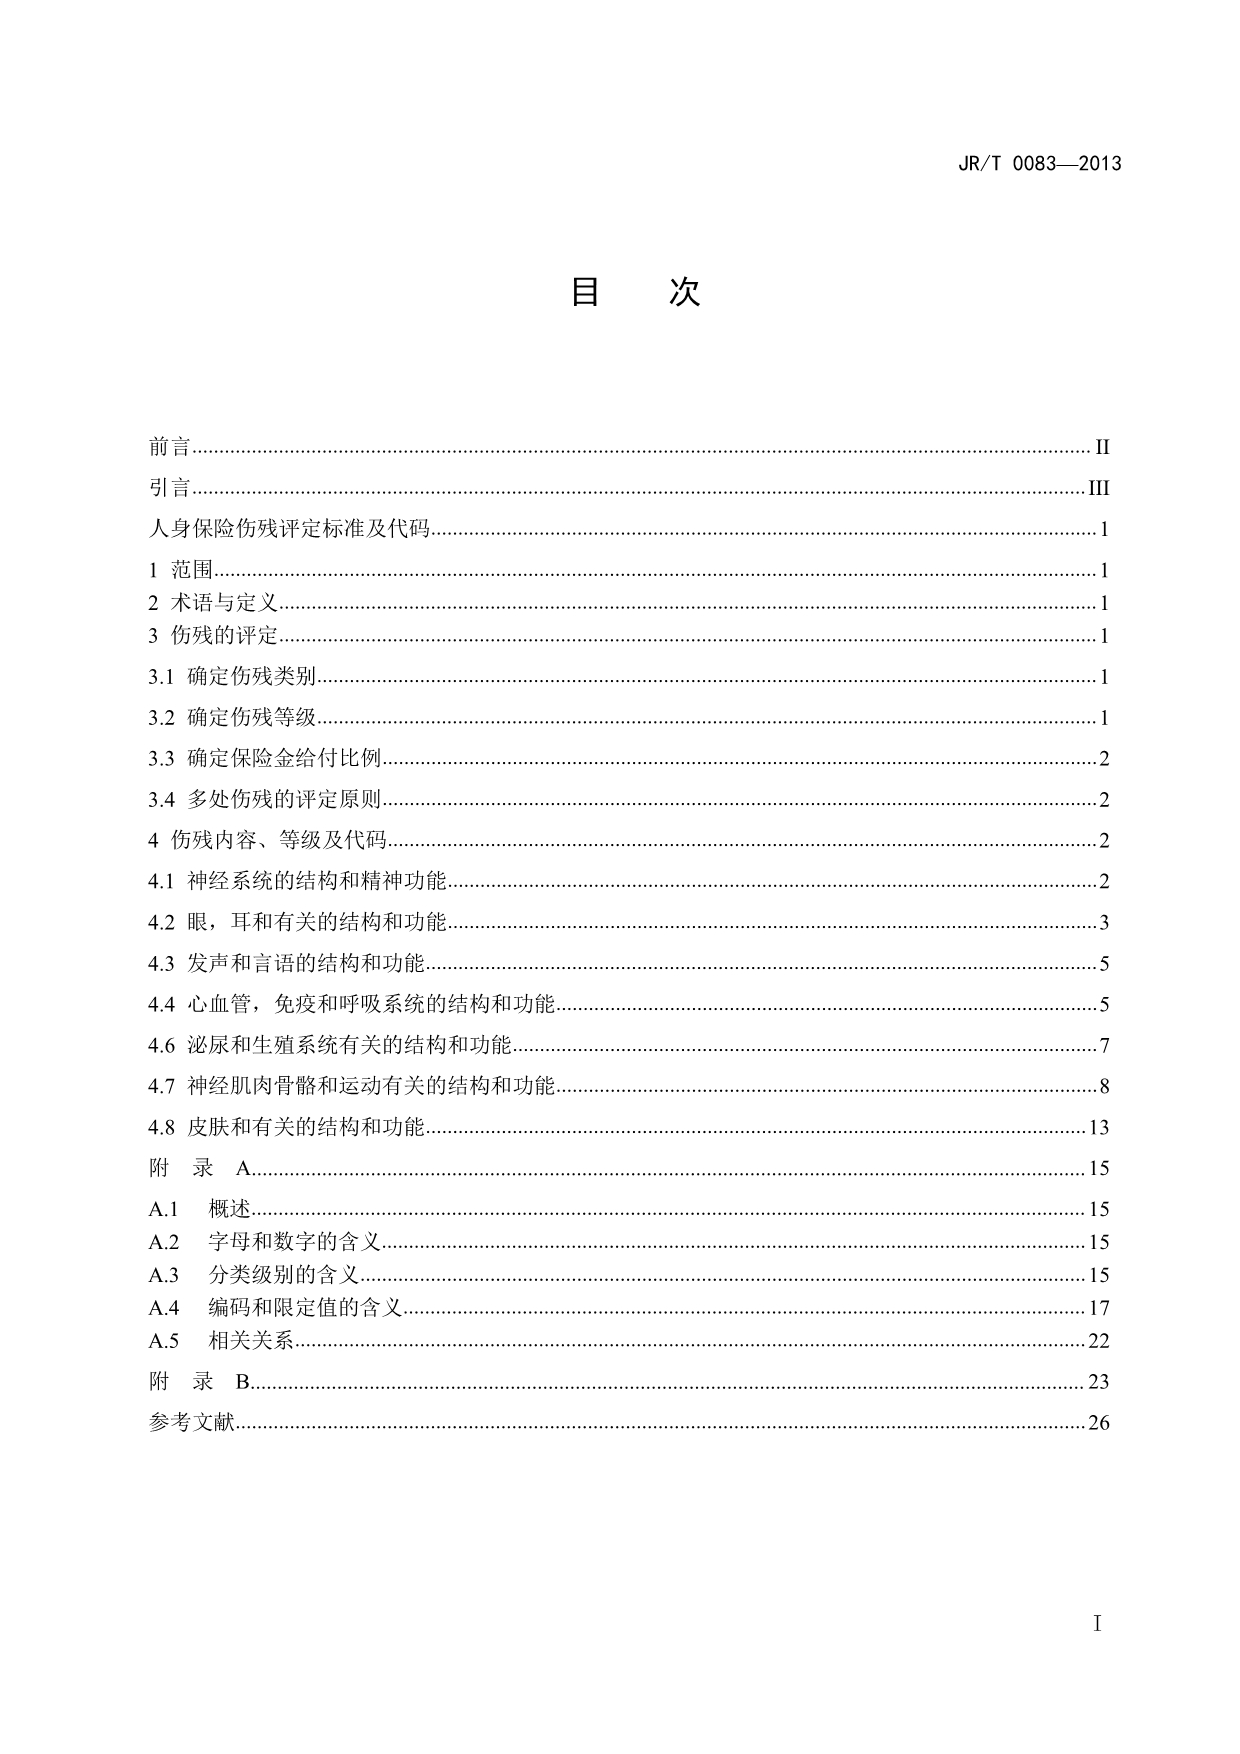 JR/T 0083—2013
目 次
前言 II
引言 III
人身保险伤残评定标准及代码 1
1 范围 1
2 术语与定义 1
3 伤残的评定 1
3.1 确定伤残类别 1
3.2 确定伤残等级 1
3.3 确定保险金给付比例 2
3.4 多处伤残的评定原则 2
4 伤残内容、等级及代码 2
4.1 神经系统的结构和精神功能 2
4.2 眼，耳和有关的结构和功能 3
4.3 发声和言语的结构和功能 5
4.4 心血管，免疫和呼吸系统的结构和功能 5
4.6 泌尿和生殖系统有关的结构和功能 7
4.7 神经肌肉骨骼和运动有关的结构和功能 8
4.8 皮肤和有关的结构和功能 13
附 录 A 15
A.1 概述 15
A.2 字母和数字的含义 15
A.3 分类级别的含义 15
A.4 编码和限定值的含义 17
A.5 相关关系 22
附 录 B 23
参考文献 26
I